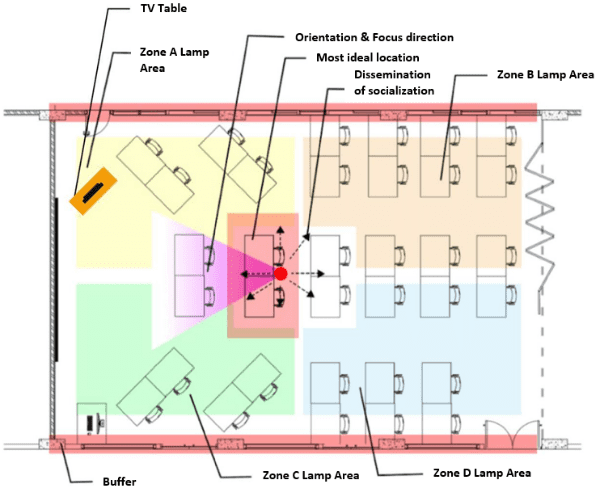 TV Table
Orientation & Focus direction
Zone A Lamp
Area
Most ideal location
Dissemination
of socialization
Zone B Lamp Area
Zone C Lamp Area
Zone D Lamp Area
Buffer